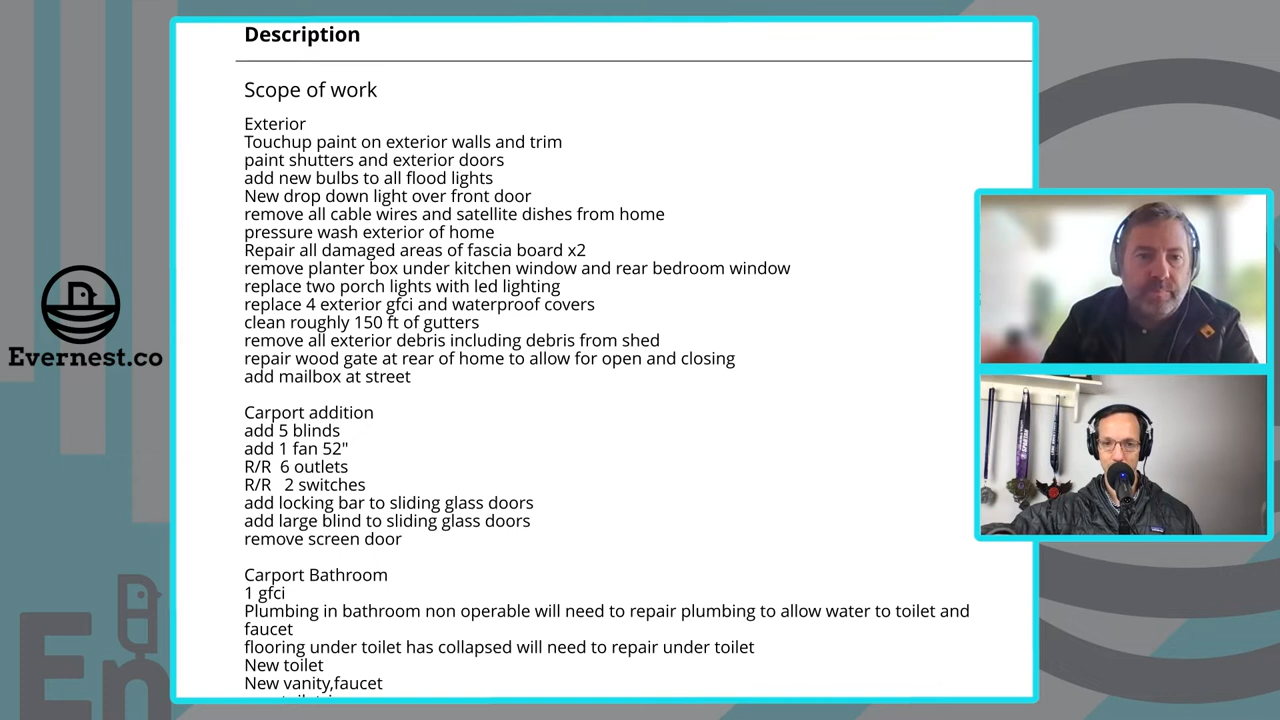 Description
Scope of work
Exterior
Touchup paint on exterior walls and trim
paint shutters and exterior doors
add new bulbs to all flood lights
New drop down light over front door
remove all cable wires and satellite dishes from home
pressure wash exterior of home
Repair all damaged areas of fascia board x2
remove planter box under kitchen window and rear bedroom window
replace two porch lights with led lighting
replace 4 exterior gfci and waterproof covers
clean roughly 150 ft of gutters
remove all exterior debris including debris from shed
repair wood gate at rear of home to allow for open and closing
add mailbox at street
Carport addition
add 5 blinds
add 1 fan 52"
R/R 6 outlets
R/R 2 switches
add locking bar to sliding glass doors
add large blind to sliding glass doors
remove screen door
Carport Bathroom
1 gfci
Plumbing in bathroom non operable will need to repair plumbing to allow water to toilet and
faucet
flooring under toilet has collapsed will need to repair under toilet
New toilet
New vanity,faucet
Evernest.co
En